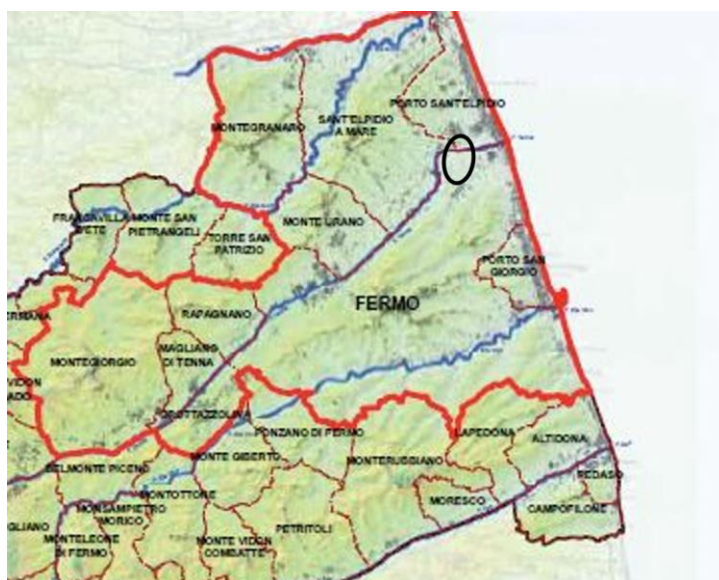 PORTO SANT'ELPIDIO
SANT'ELPIDIO
A MARE
MONTEGRANARO
FRANCAVILLA
D'ETE
MONTE SAN
PIETRANGELI
MONTE URANO
TORRE SAN
PATRIZIO
PORTO SAN
GIORGIO
FERMO
RAPAGNANO
MAGLIANO
DI TENNA
MONTEGIORGIO
GROTTAZZOLINA
PONZANO DI FERMO
LAPEDONA
ALTIDONA
MONTE GIBERTO
MONTERUBBIANO
BELMONTE PICENO
PEDASO
MORESCO
CAMPOFILONE
MONTOTTONE
MONSAMPIETRO
MORICO
PETRITOLI
MONTELEONE
DI FERMO
MONTE VIDON
COMBATTE